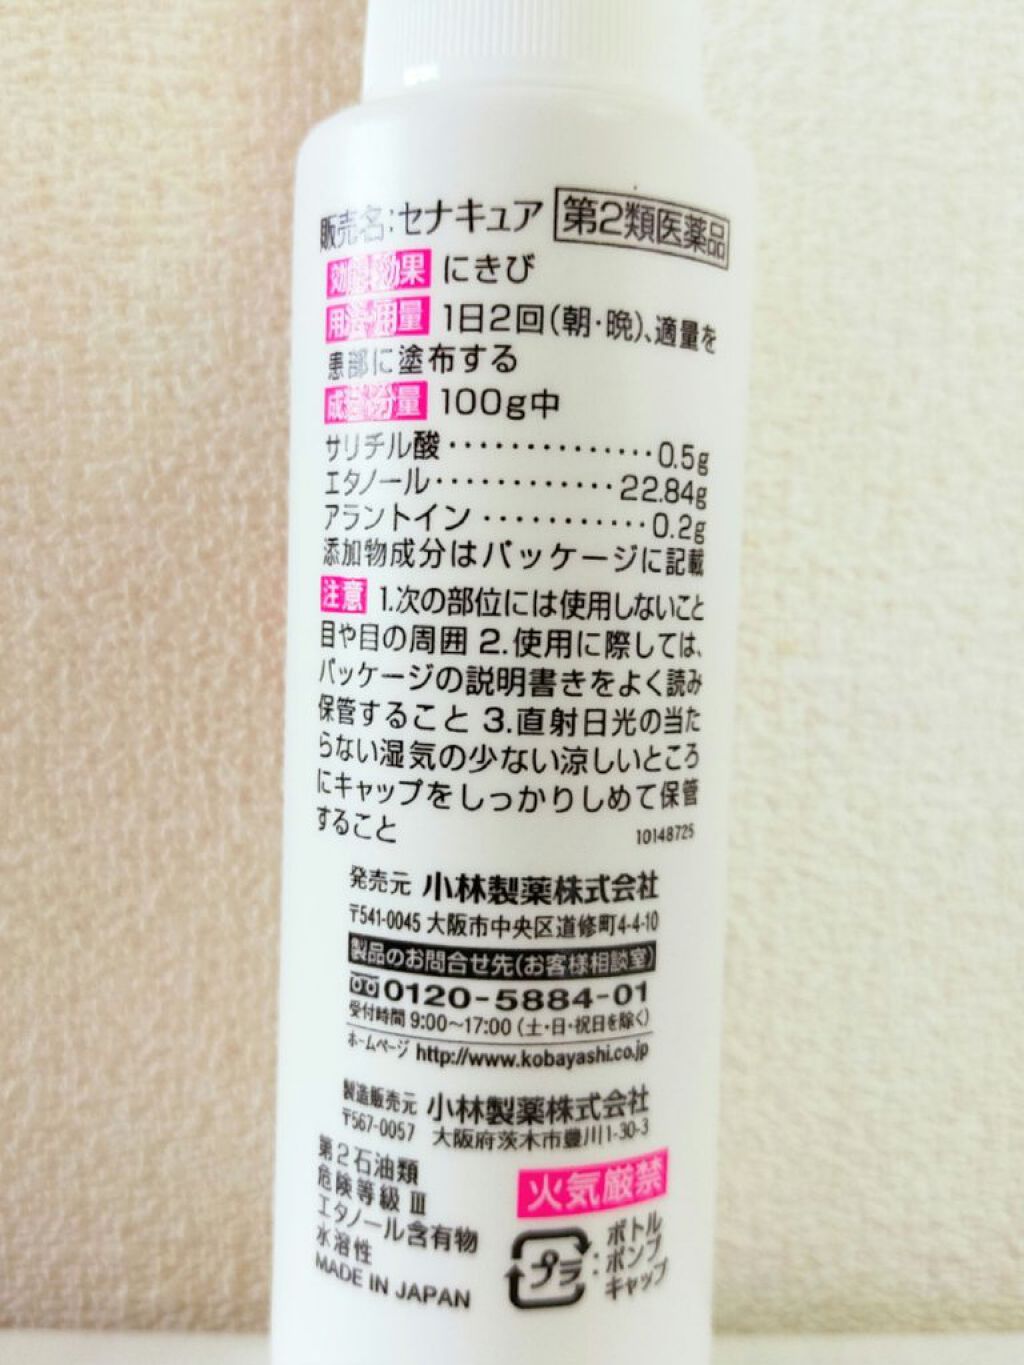 販売名:セナキュア 第2類医薬品
効能・効果 にきび
用法・用量 1日2回(朝・晩)、適量を
患部に塗布する
成分・分量 100g中
サリチル酸・・・・・・・・・・・・・・0.5g
エタノール・・・・・・・・・・・・22.84g
アラントイン・・・・・・・・・・・0.2g
添加物成分はパッケージに記載
注意 1.次の部位には使用しないこと
目や目の周囲 2.使用に際しては、
パッケージの説明書きをよく読み
保管すること 3.直射日光の当た
らない湿気の少ない涼しいところ
にキャップをしっかりしめて保管
すること
10148725
発売元 小林製薬株式会社
〒541-0045 大阪市中央区道修町4-4-10
製品のお問合せ先(お客様相談室)
0120-5884-01
受付時間 9:00〜17:00(土・日・祝日を除く)
ホームページ http://www.kobayashi.co.jp
製造販売元 小林製薬株式会社
〒567-0057 大阪府茨木市豊川1-30-3
第2石油類
危険等級Ⅲ
エタノール含有物
水溶性
MADE IN JAPAN
火気厳禁
プラ:ボトル
ポンプ
キャップ